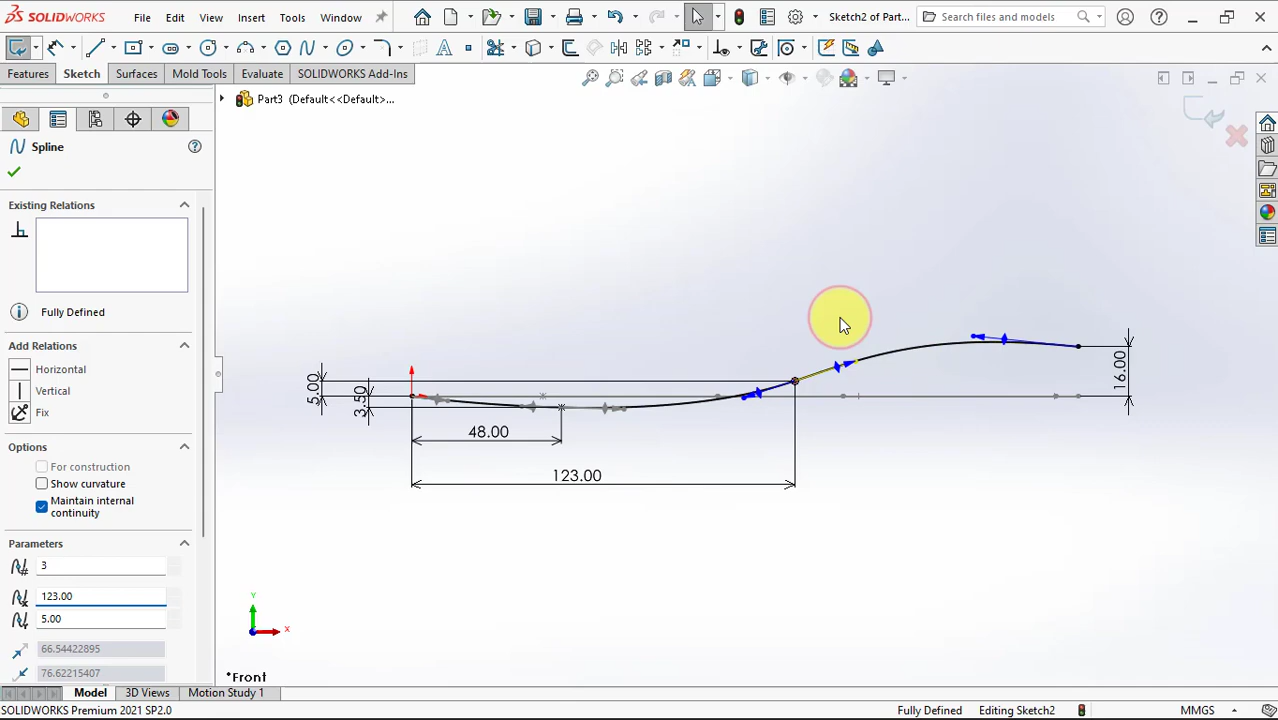 SOLIDWORKS File Edit View Insert Tools Window Sketch2 of Part... Search files and models
Features Sketch Surfaces Mold Tools Evaluate SOLIDWORKS Add-Ins
Part3 (Default<<Default>...
Spline
Existing Relations
Fully Defined
Add Relations
Horizontal
Vertical
Fix
Options
For construction
Show curvature
Maintain internal
continuity
Parameters
3
123.00
5.00
66.54422895
76.62215407
5.00
3.50
48.00
123.00
16.00
Y
X
*Front
Model 3D Views Motion Study 1
SOLIDWORKS Premium 2021 SP2.0 Fully Defined Editing Sketch2 MMGS